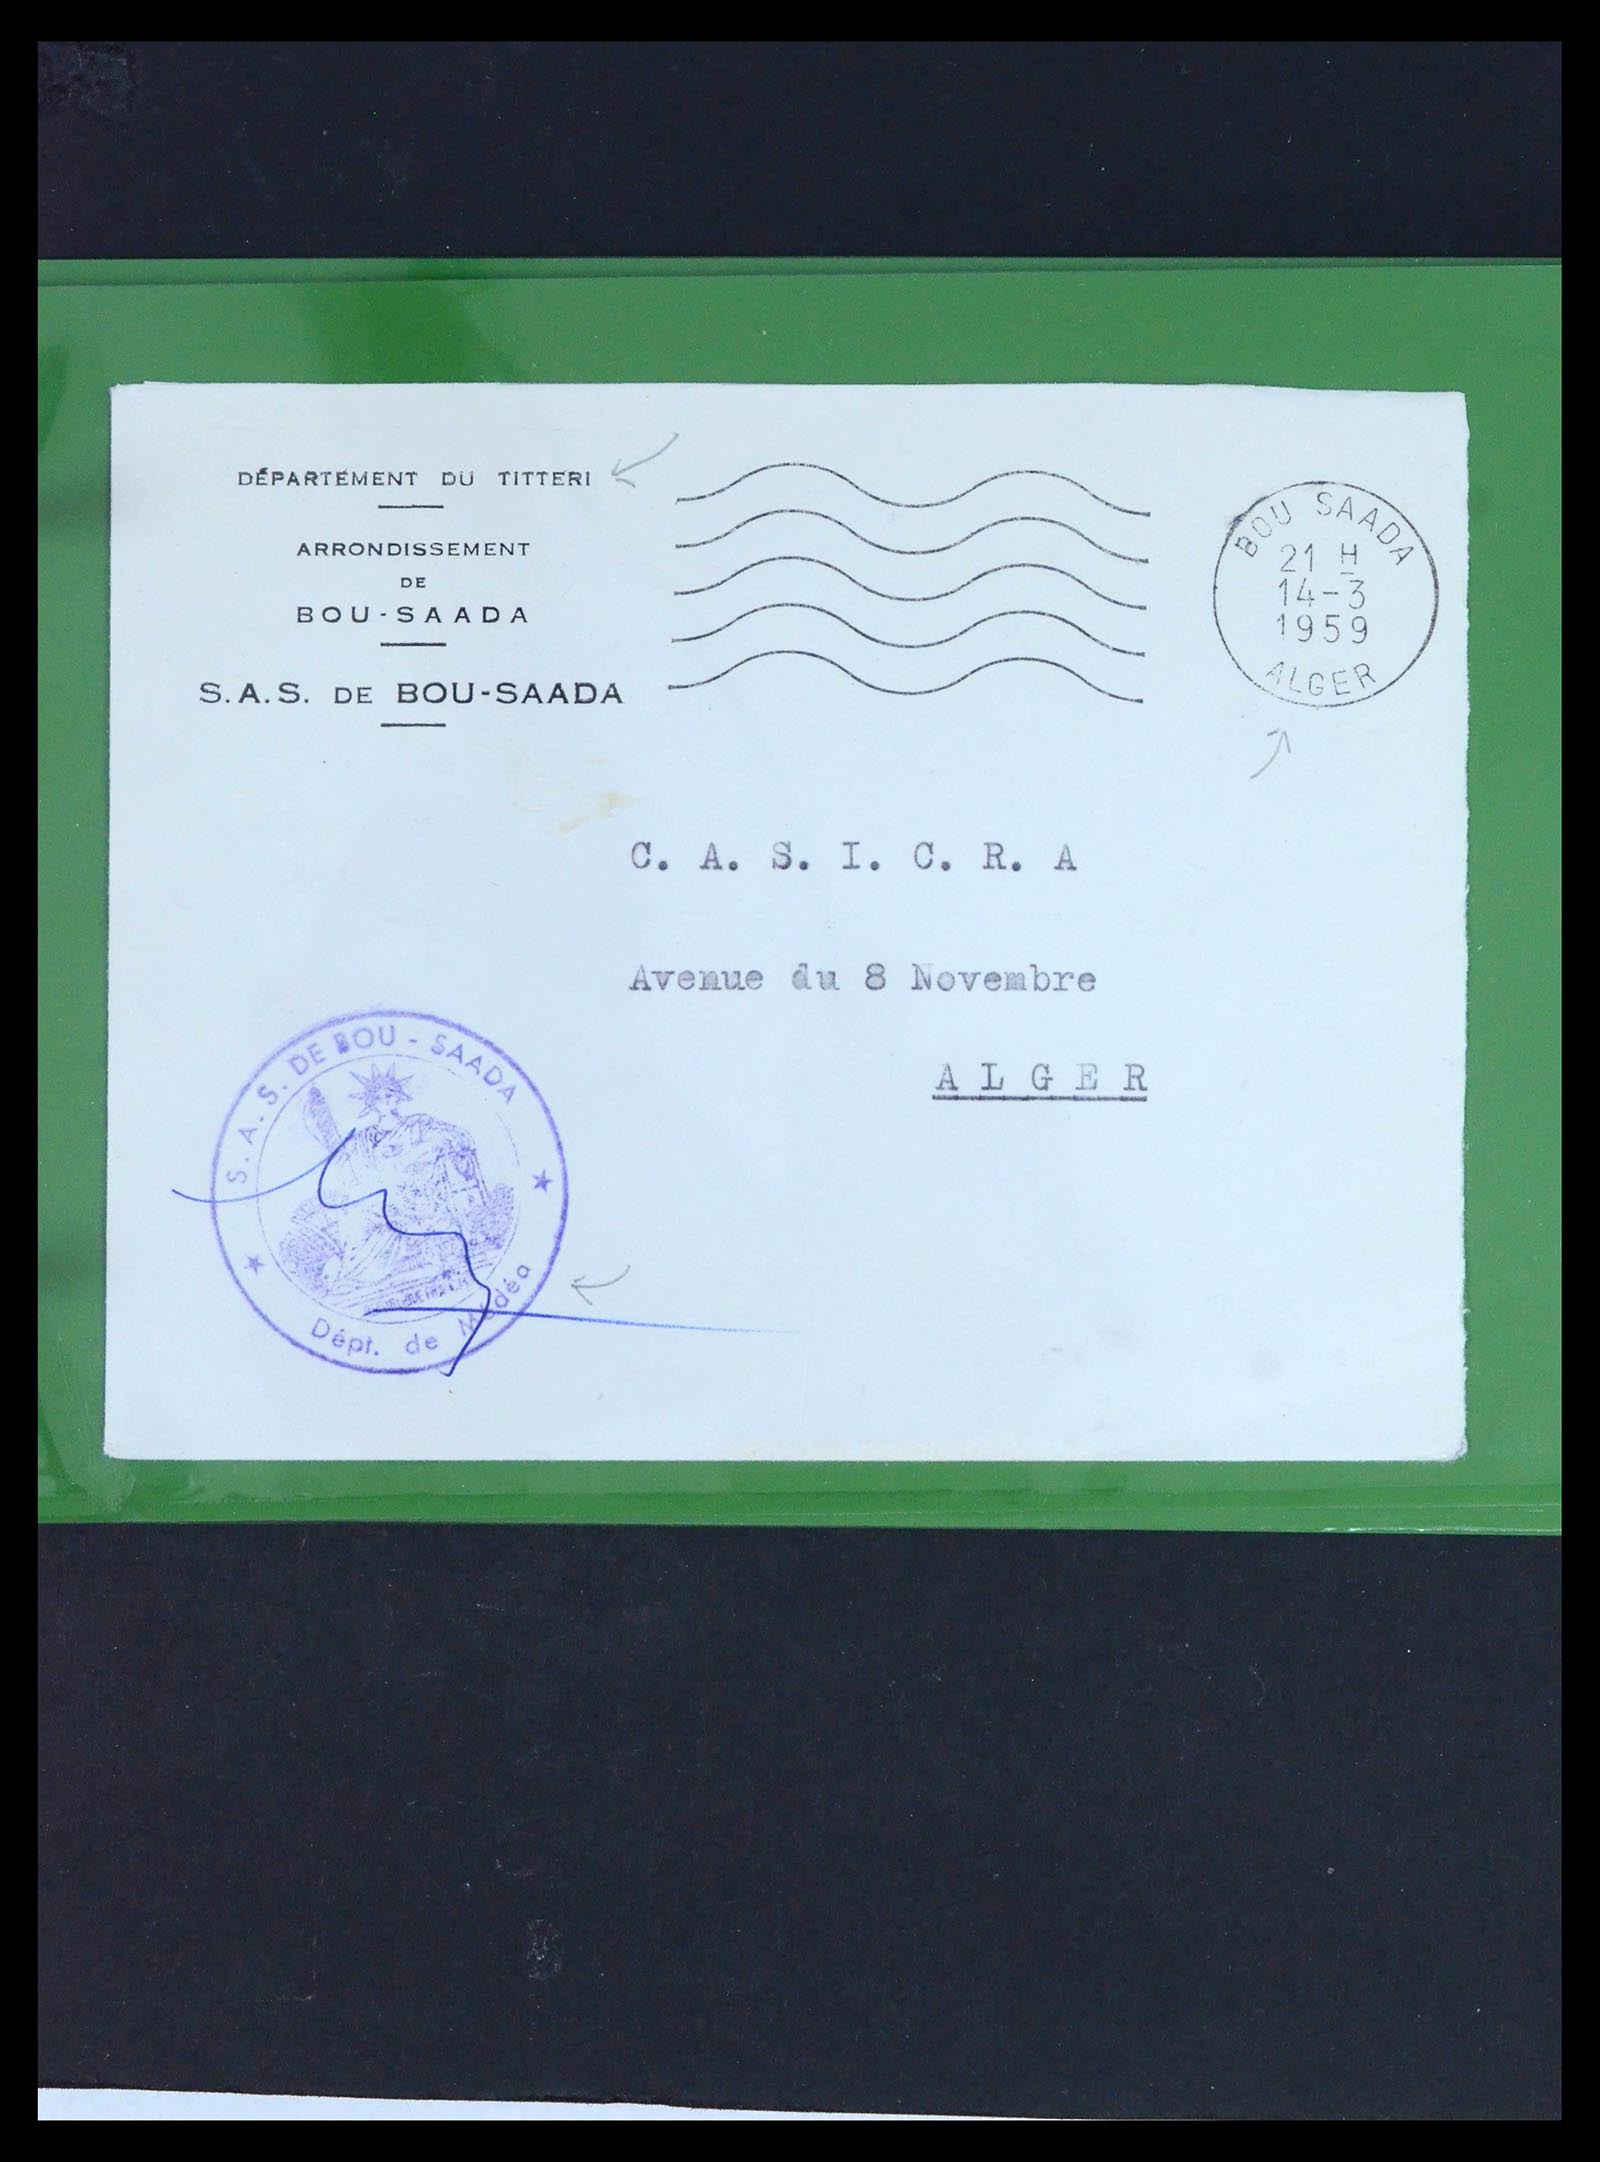 DÉPARTEMENT DU TITTERI
ARRONDISSEMENT
DE
BOU-SAADA
S.A.S. DE BOU-SAADA
BOU SAADA
21 H
14-3
1959
ALGER
C. A. S. I. C. R. A
Avenue du 8 Novembre
ALGER
S. A. S. DE BOU - SAADA
Dépt. de Médéa